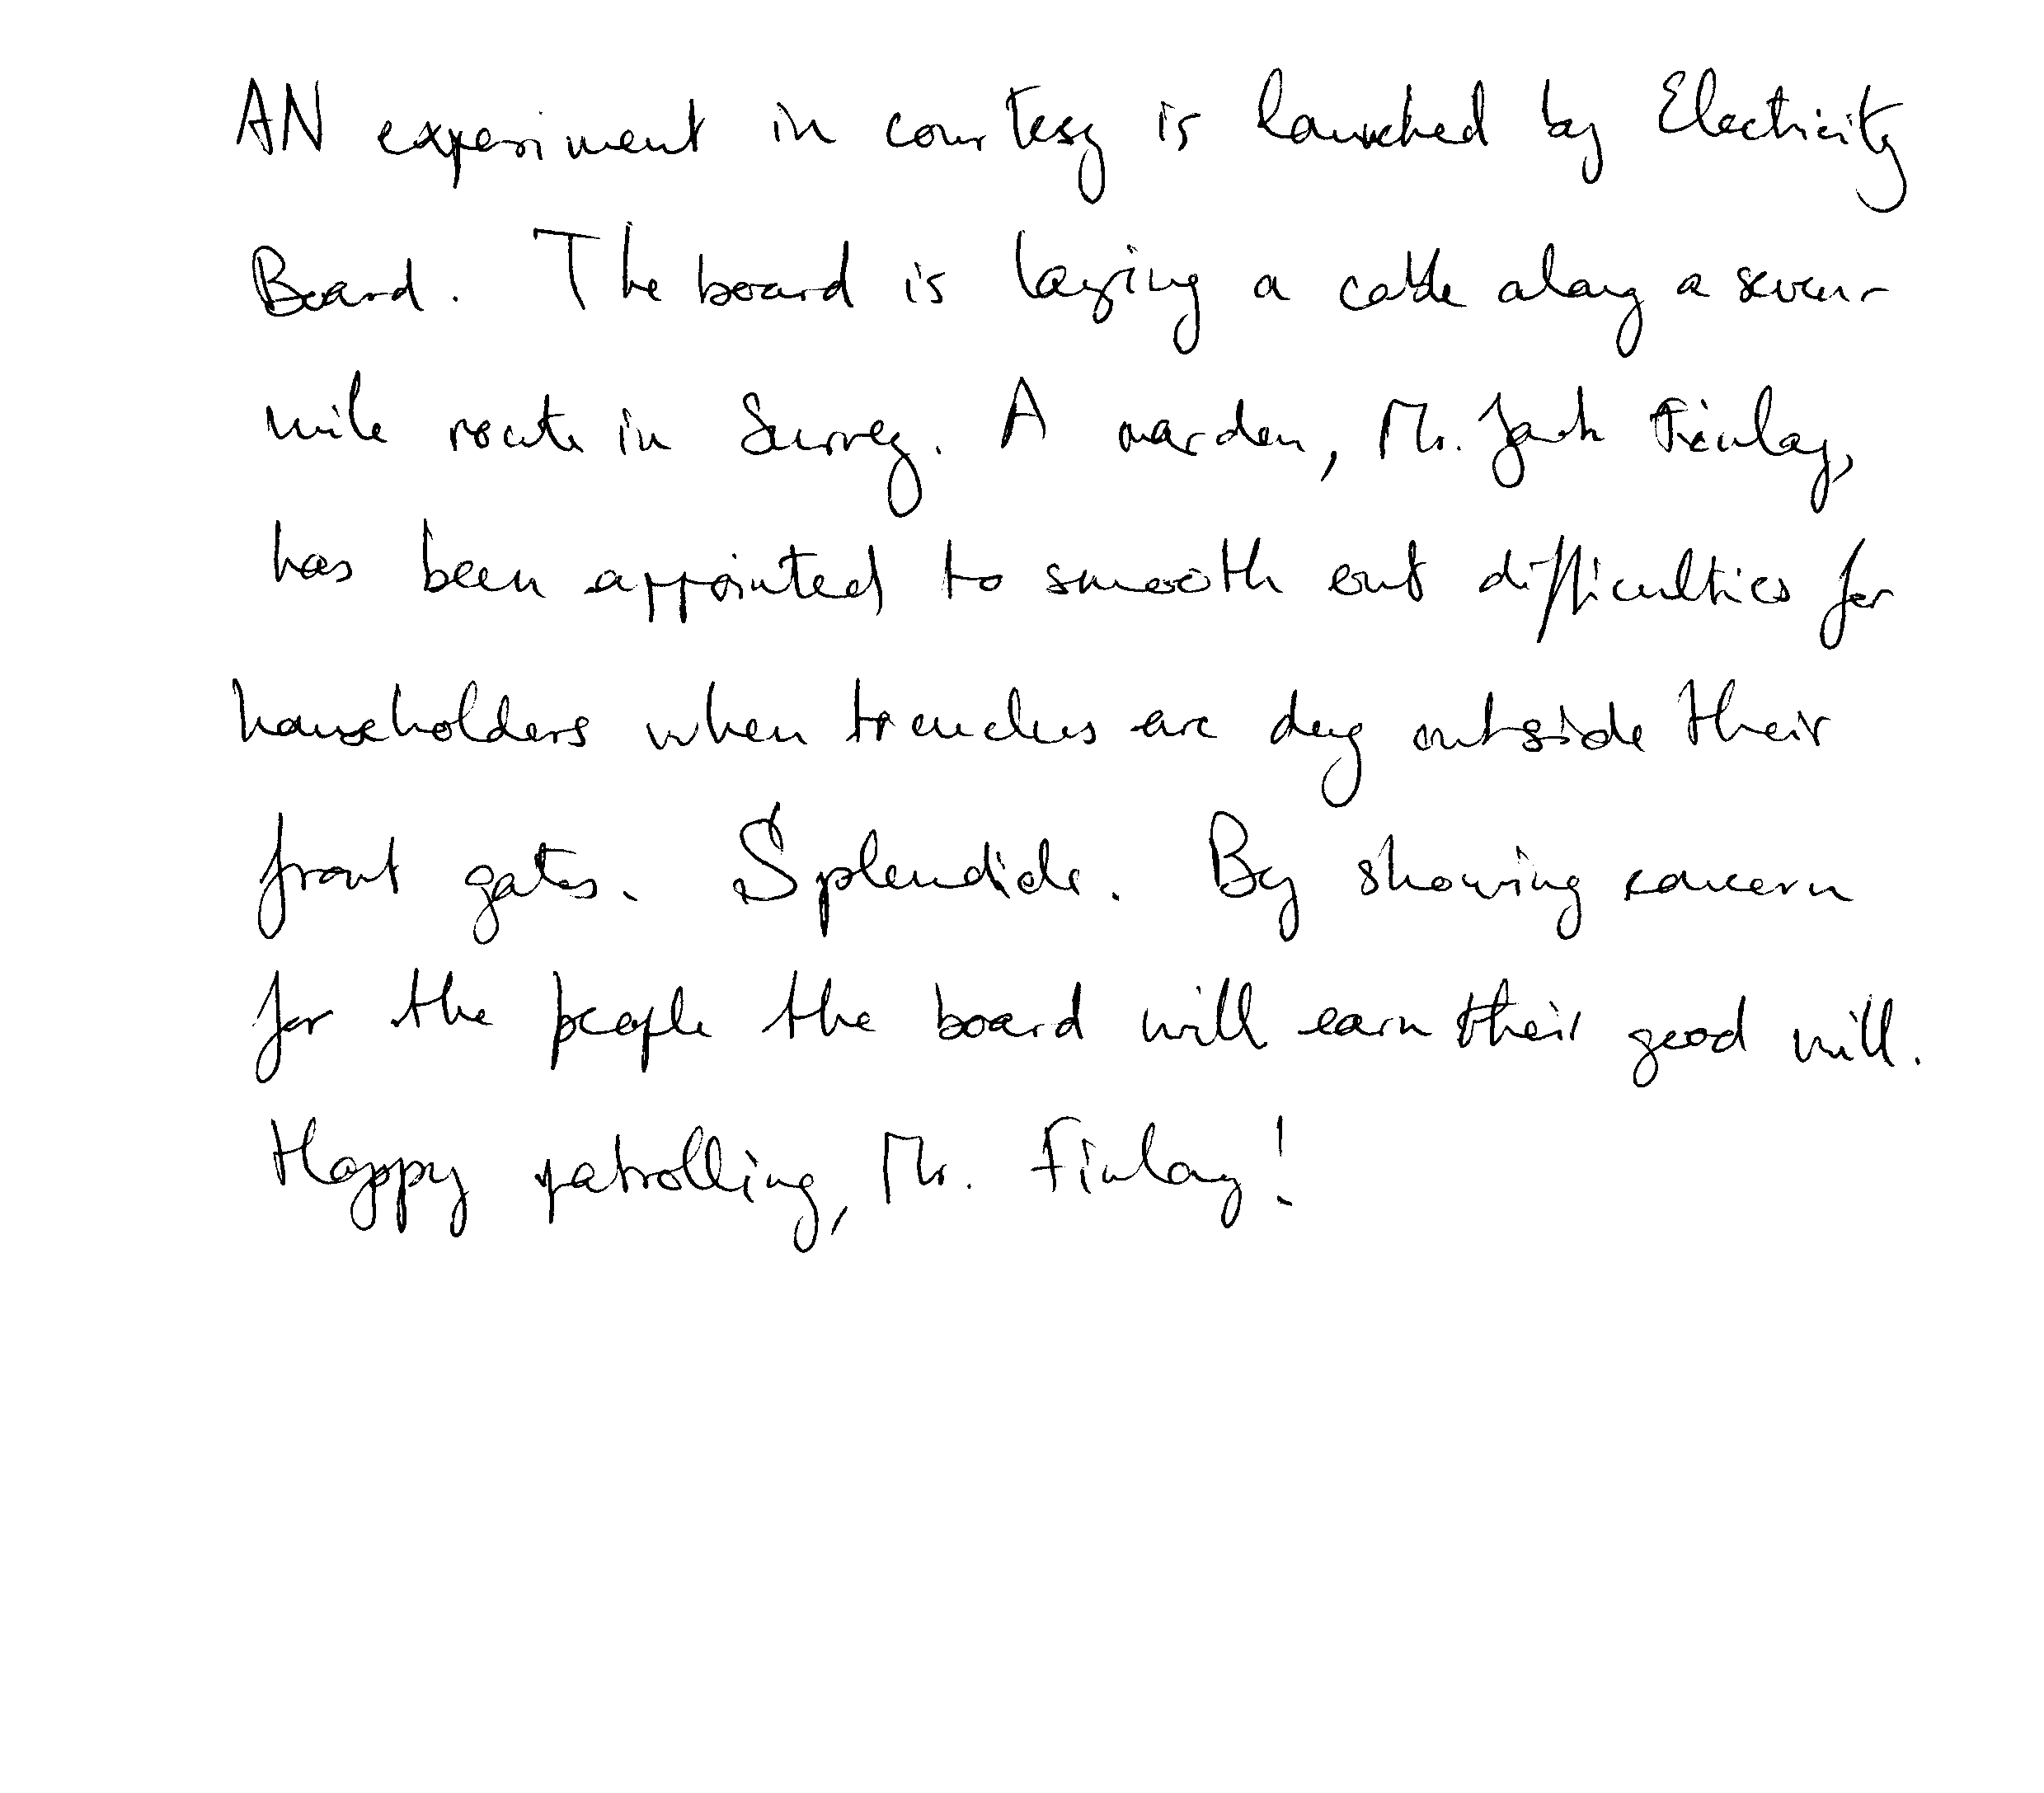 AN experiment in courtesy is launched by Electricity
Board. The board is laying a cable along a seven-
mile route in Surrey. A warden, Mr. Jack Finlay,
has been appointed to smooth out difficulties for
householders when trenches are dug outside their
front gates. Splendid. By showing concern
for the people the board will earn their good will.
Happy patrolling, Mr. Finlay!